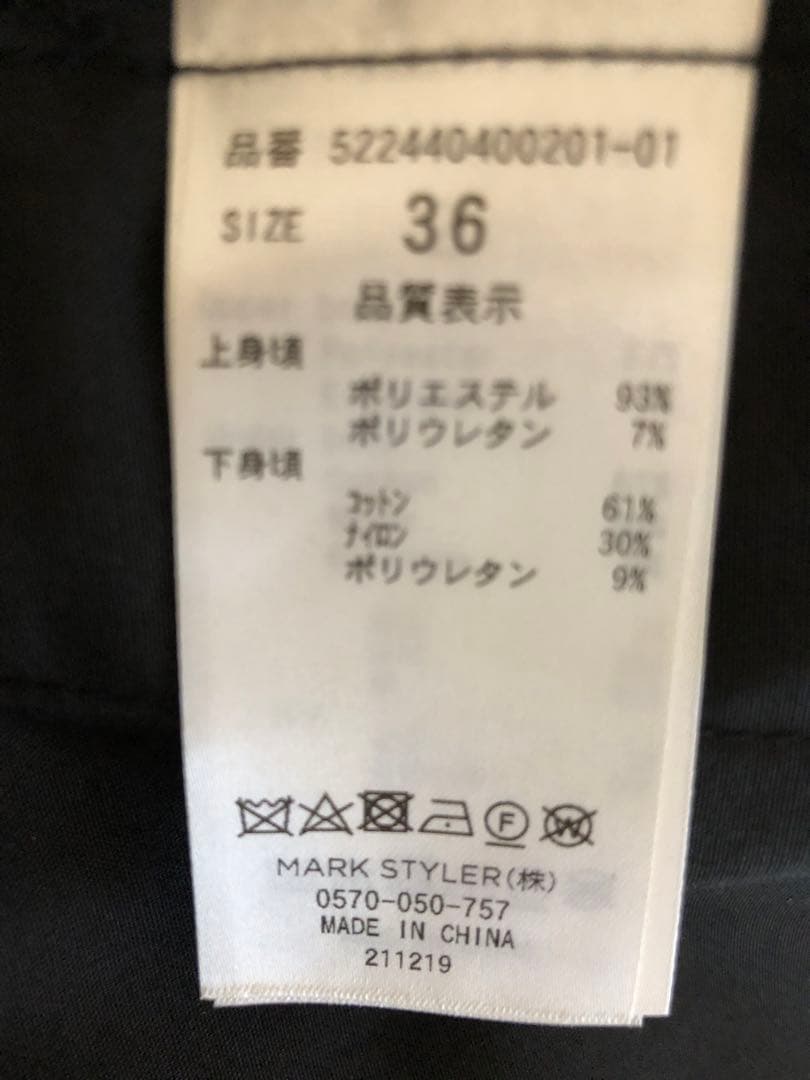 品番 522440400201-01
SIZE 36
品質表示
上身頃
ポリエステル 93%
ポリウレタン 7%
下身頃
コットン 61%
ナイロン 30%
ポリウレタン 9%
F W
MARK STYLER(株)
0570-050-757
MADE IN CHINA
211219